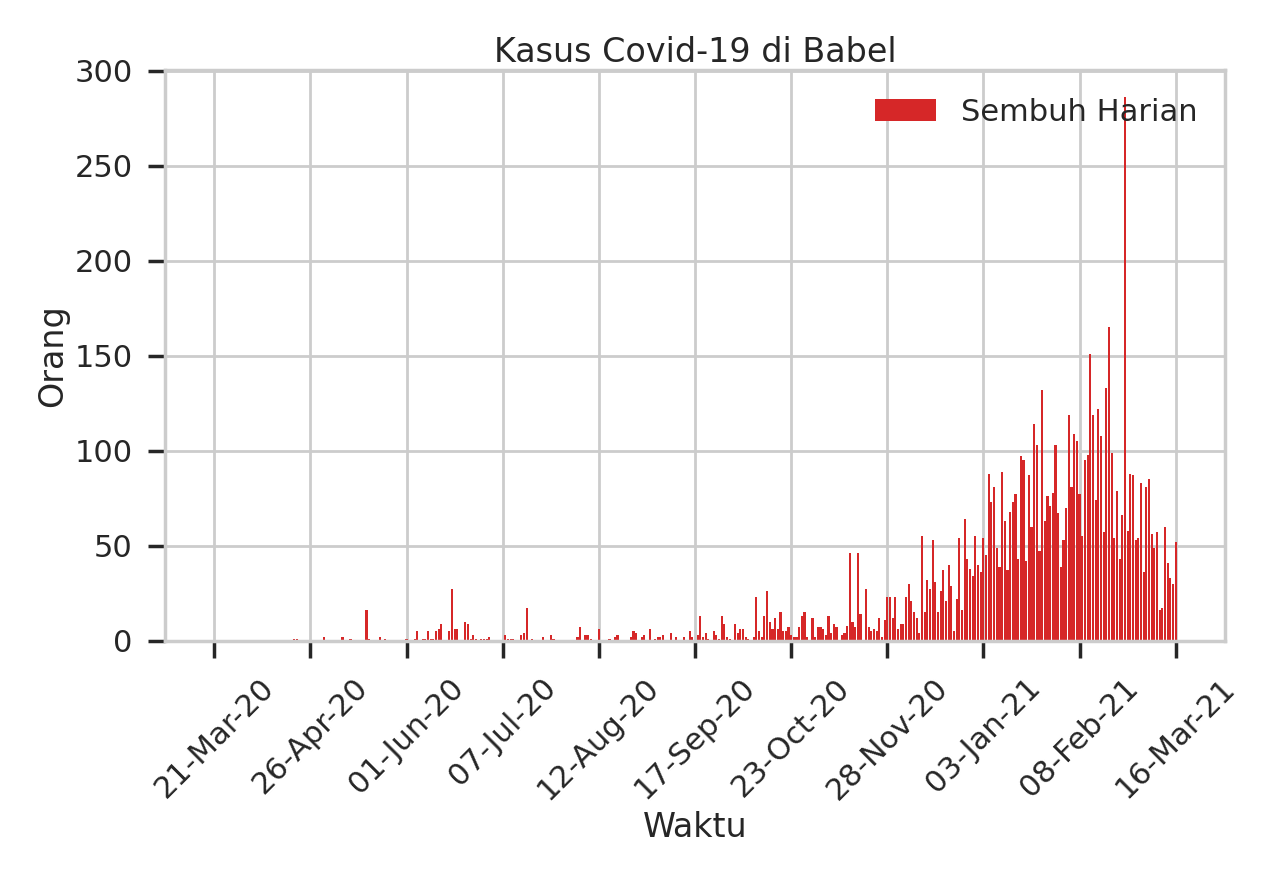 Kasus Covid-19 di Babel
Sembuh Harian
Orang
300
250
200
150
100
50
0
21-Mar-20
26-Apr-20
01-Jun-20
07-Jul-20
12-Aug-20
17-Sep-20
23-Oct-20
28-Nov-20
03-Jan-21
08-Feb-21
16-Mar-21
Waktu